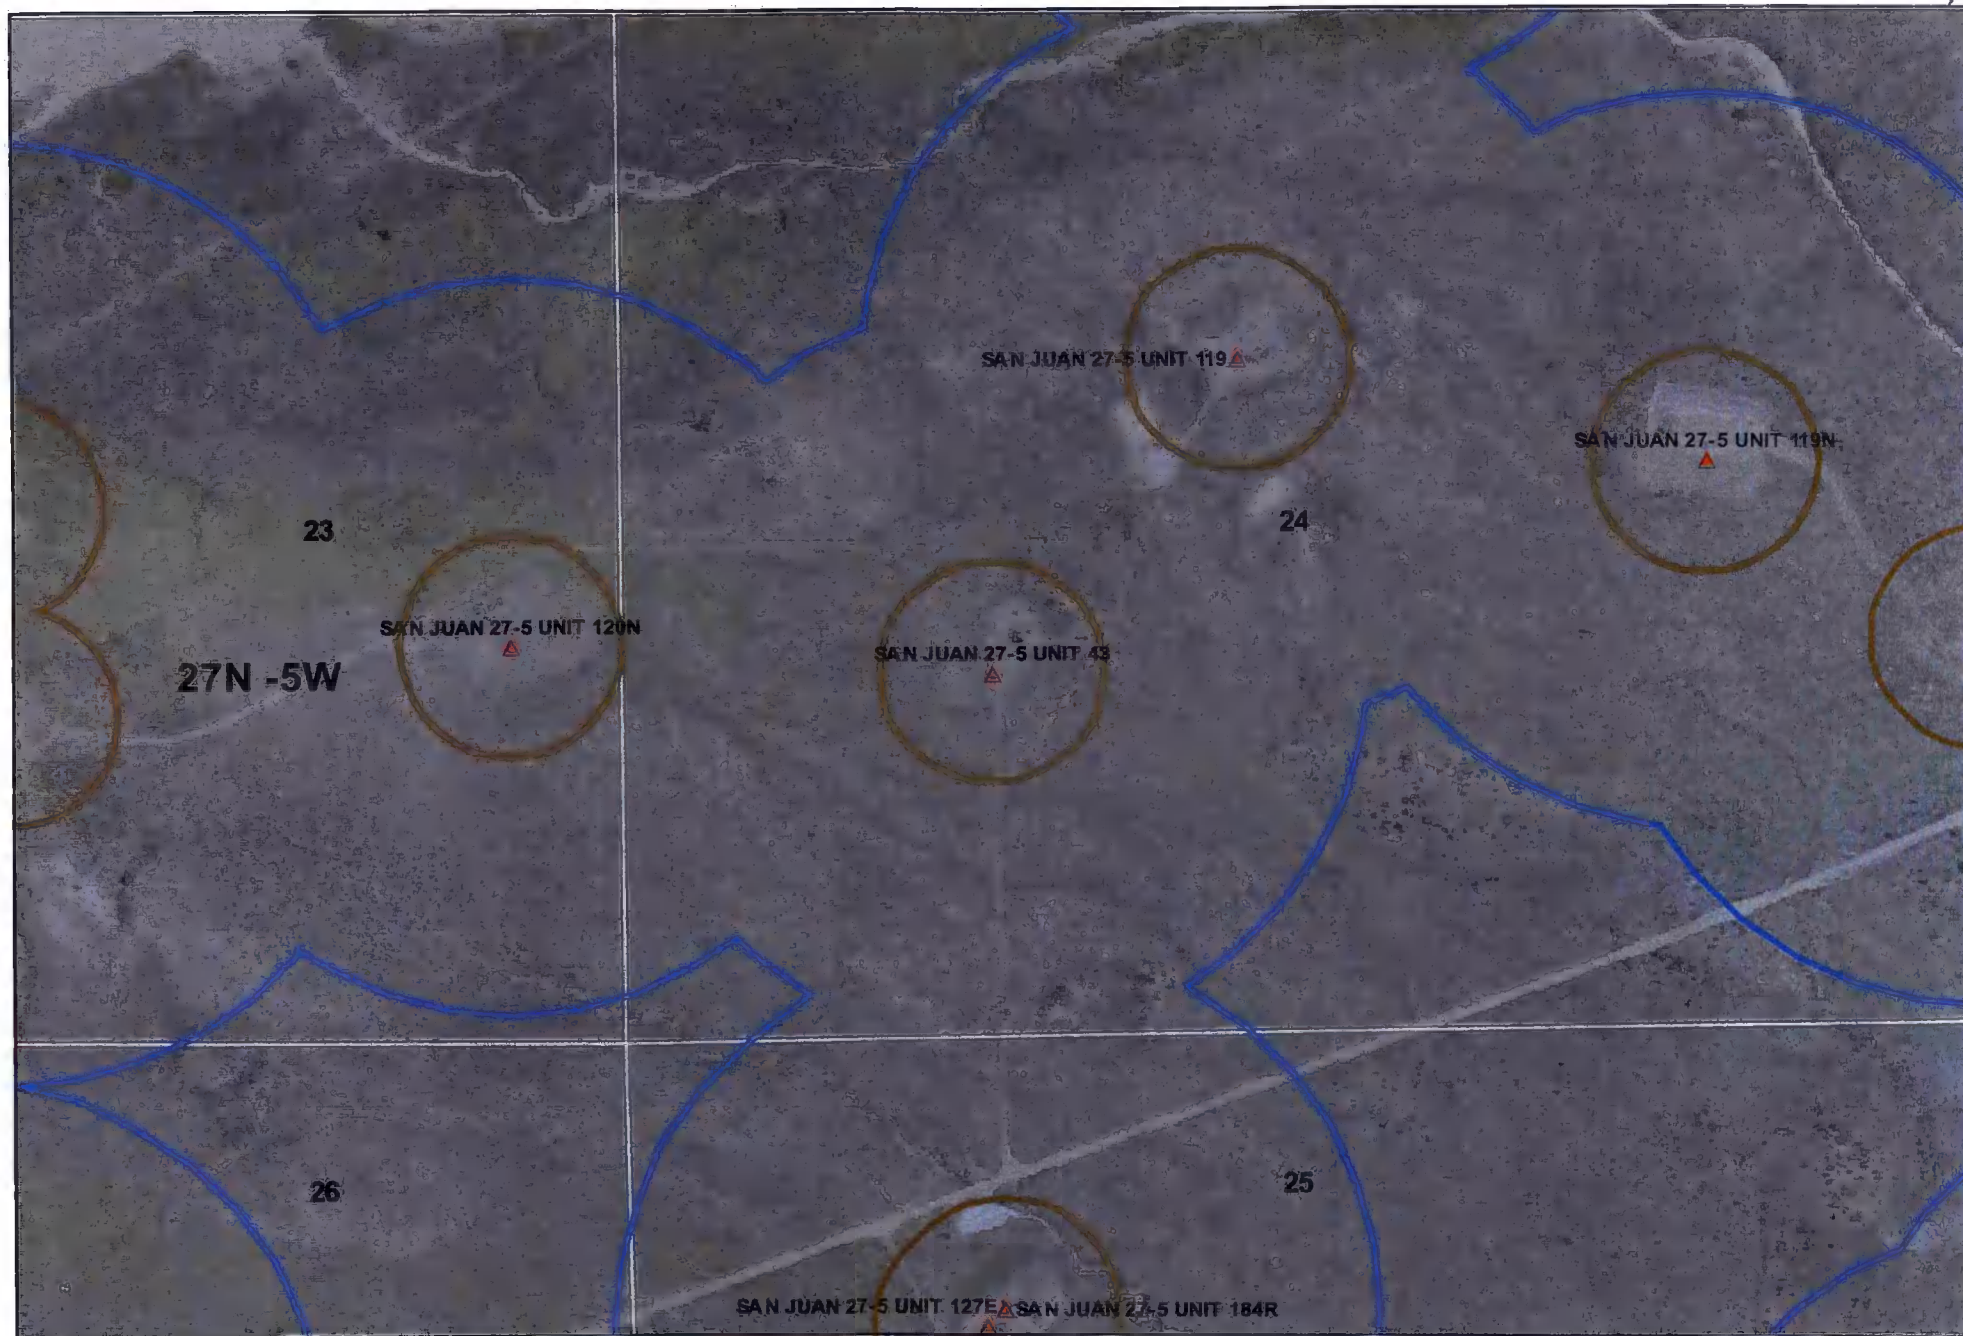 SAN JUAN 27-5 UNIT 119
SAN JUAN 27-5 UNIT 119N
24
23
SAN JUAN 27-5 UNIT 120N
SAN JUAN 27-5 UNIT 43
27N -5W
26
25
SAN JUAN 27-5 UNIT 127E
SAN JUAN 27-5 UNIT 184R